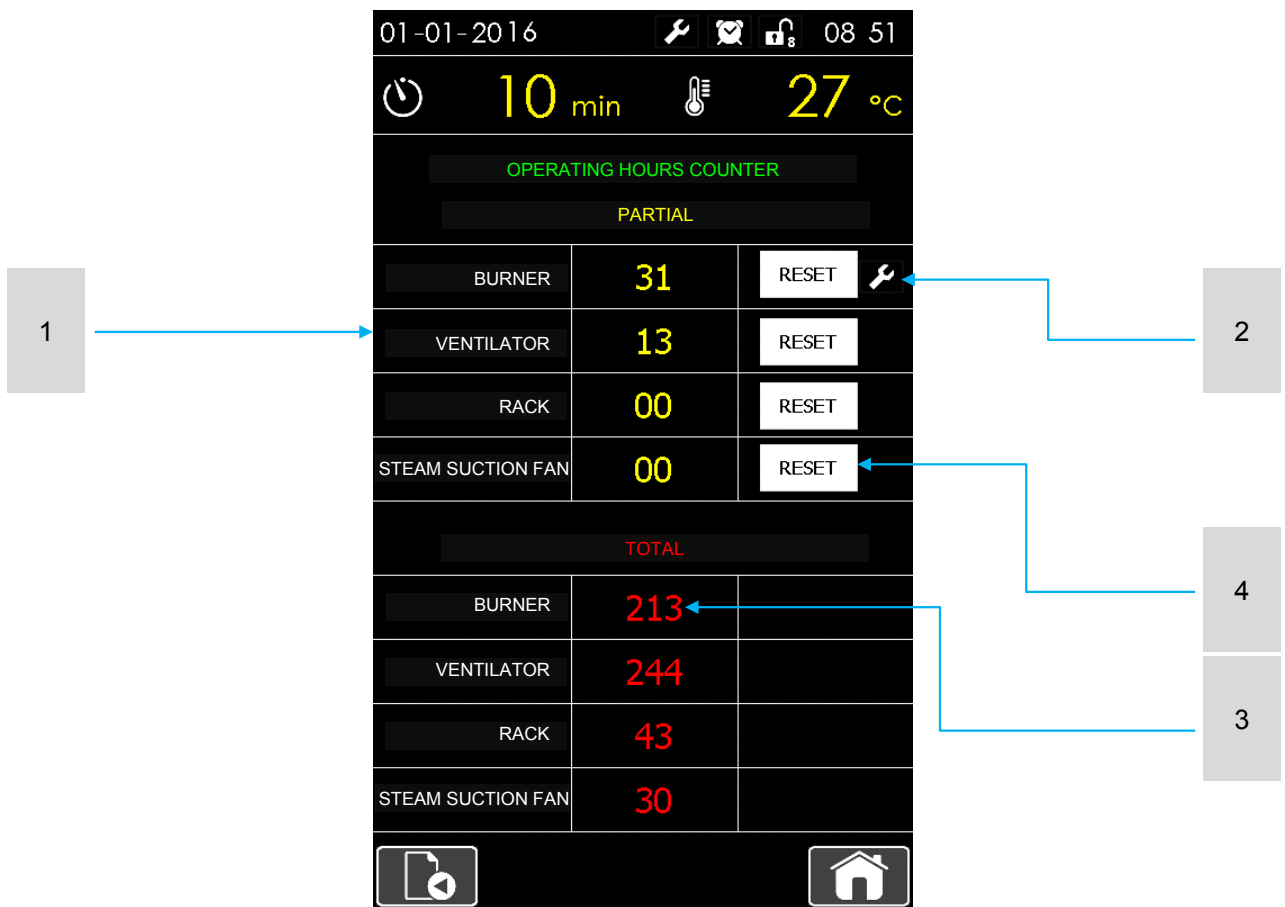 01-01-2016 8 08 51
10 min 27 °C
OPERATING HOURS COUNTER
PARTIAL
BURNER 31 RESET
1
2
VENTILATOR 13 RESET
RACK 00 RESET
STEAM SUCTION FAN 00 RESET
TOTAL
BURNER 213
4
VENTILATOR 244
3
RACK 43
STEAM SUCTION FAN 30